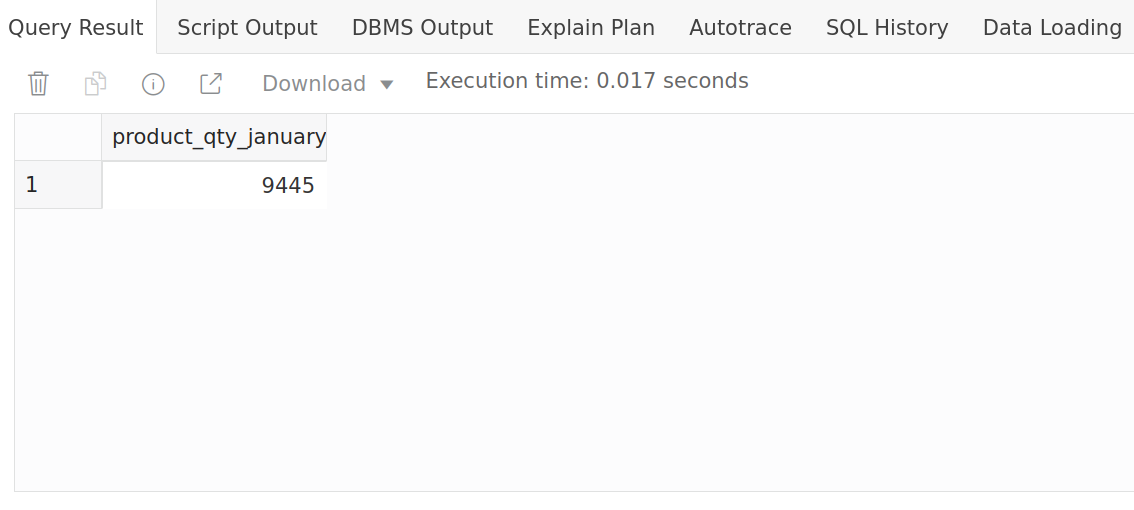 Query Result Script Output DBMS Output Explain Plan Autotrace SQL History Data Loading
Download Execution time: 0.017 seconds
product_qty_january
1 9445